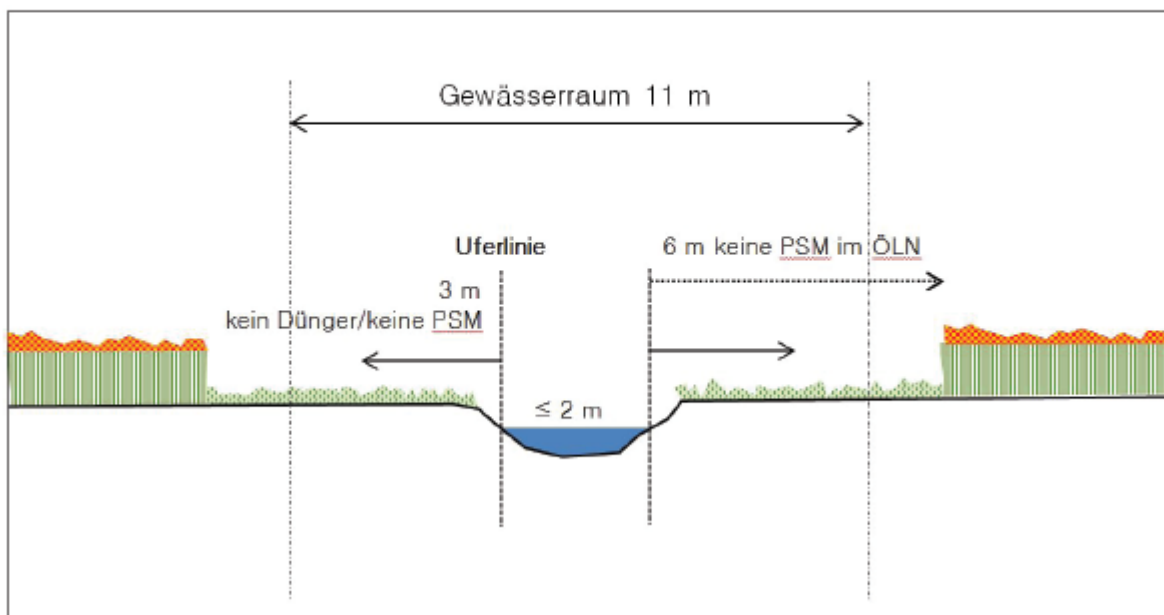 Gewässerraum 11 m
Uferlinie
6 m keine PSM im ÖLN
3 m
kein Dünger/keine PSM
≤ 2 m